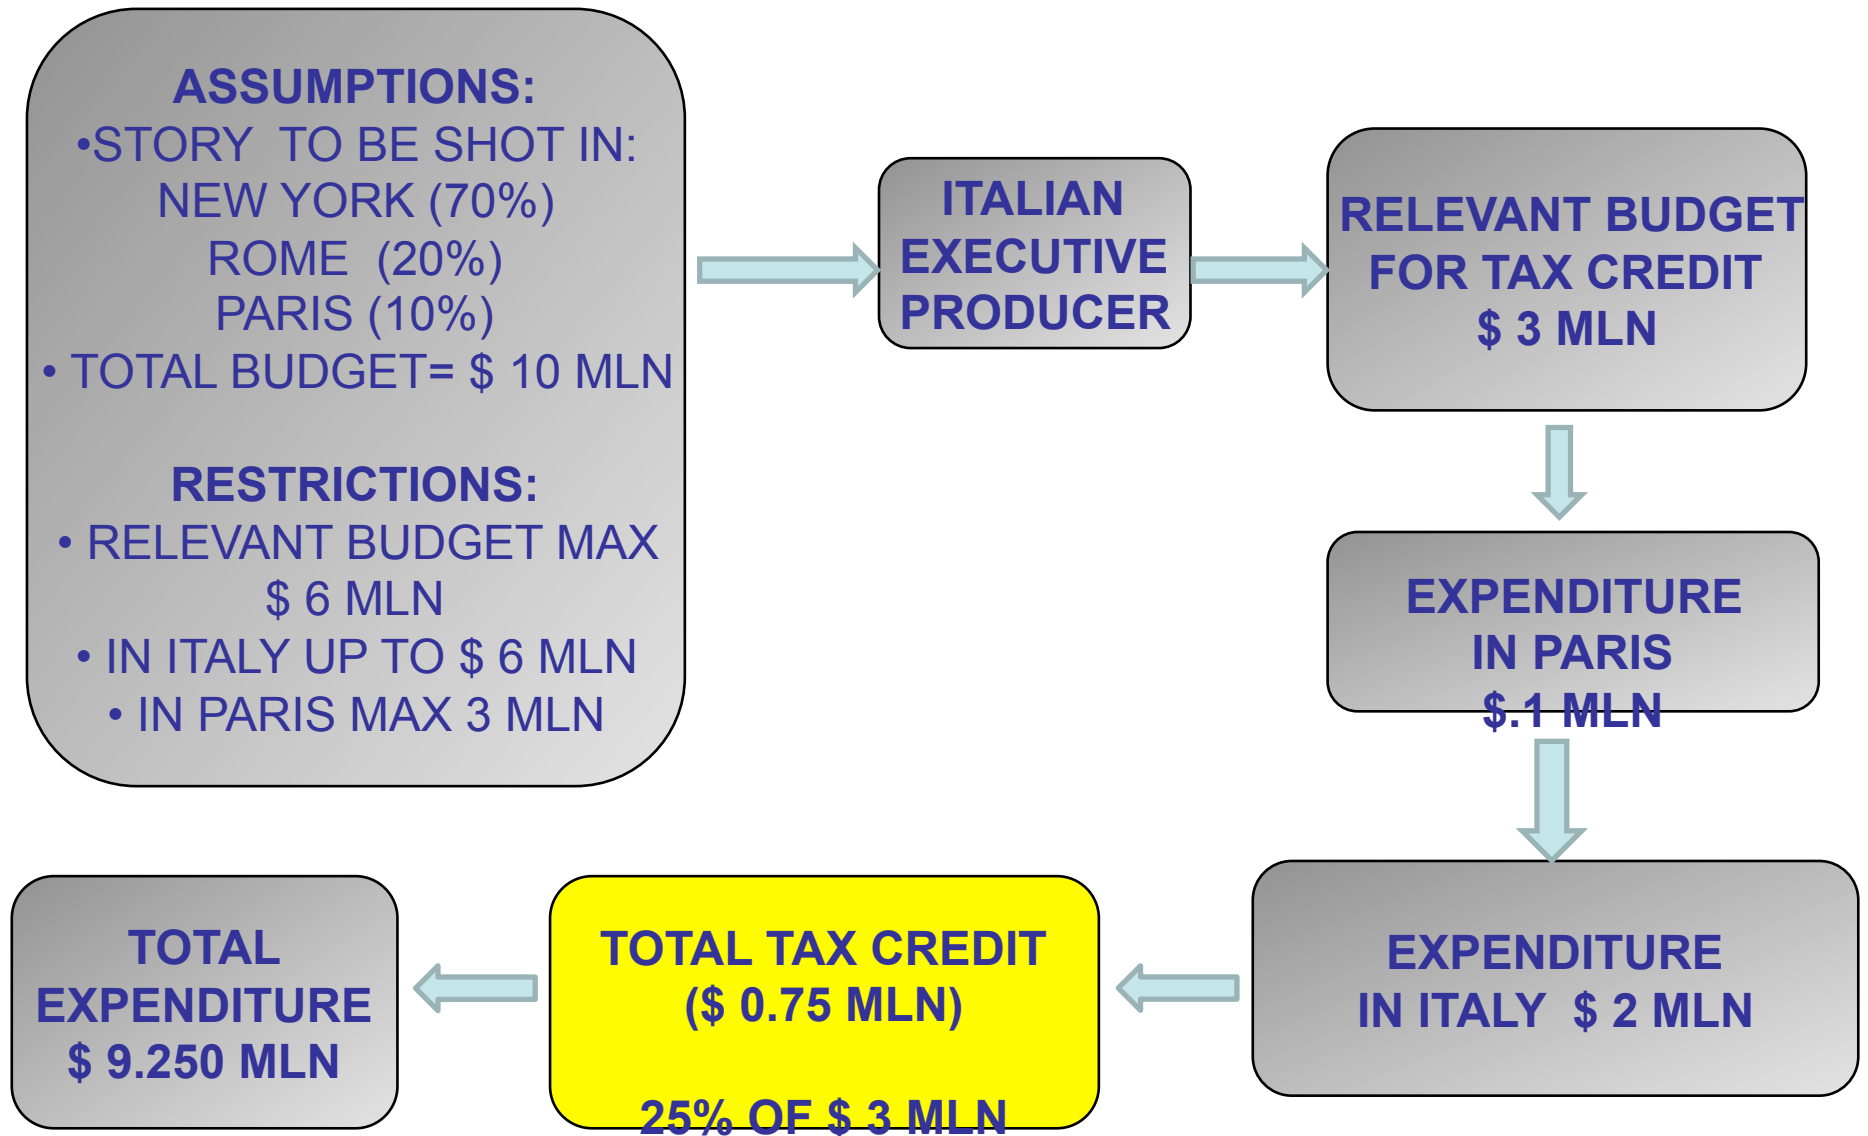 ASSUMPTIONS:
•STORY TO BE SHOT IN:
NEW YORK (70%)
ROME (20%)
PARIS (10%)
• TOTAL BUDGET= $ 10 MLN
RESTRICTIONS:
• RELEVANT BUDGET MAX
$ 6 MLN
• IN ITALY UP TO $ 6 MLN
• IN PARIS MAX 3 MLN
ITALIAN
EXECUTIVE
PRODUCER
RELEVANT BUDGET
FOR TAX CREDIT
$ 3 MLN
EXPENDITURE
IN PARIS
$.1 MLN
EXPENDITURE
IN ITALY $ 2 MLN
TOTAL TAX CREDIT
($ 0.75 MLN)
25% OF $ 3 MLN
TOTAL
EXPENDITURE
$ 9.250 MLN